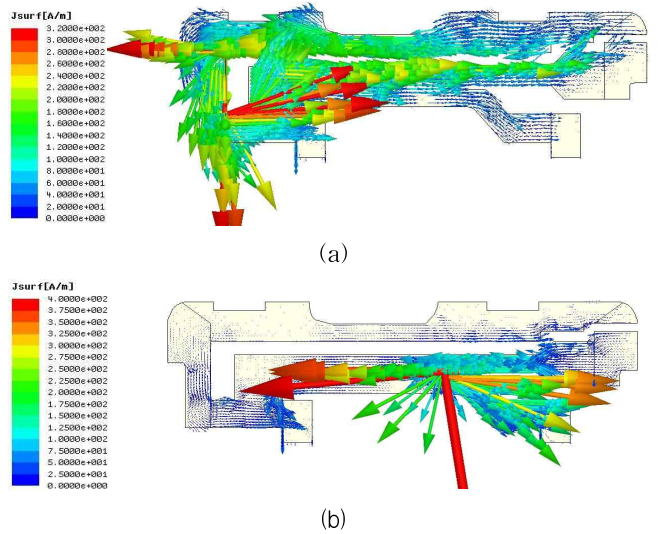 Jsurf[A/m]
3.2000e+002
3.0000e+002
2.8000e+002
2.6000e+002
2.4000e+002
2.2000e+002
2.0000e+002
1.8000e+002
1.6000e+002
1.4000e+002
1.2000e+002
1.0000e+002
8.0000e+001
6.0000e+001
4.0000e+001
2.0000e+001
0.0000e+000
(a)
Jsurf[A/m]
4.0000e+002
3.7500e+002
3.5000e+002
3.2500e+002
3.0000e+002
2.7500e+002
2.5000e+002
2.2500e+002
2.0000e+002
1.7500e+002
1.5000e+002
1.2500e+002
1.0000e+002
7.5000e+001
5.0000e+001
2.5000e+001
0.0000e+000
(b)